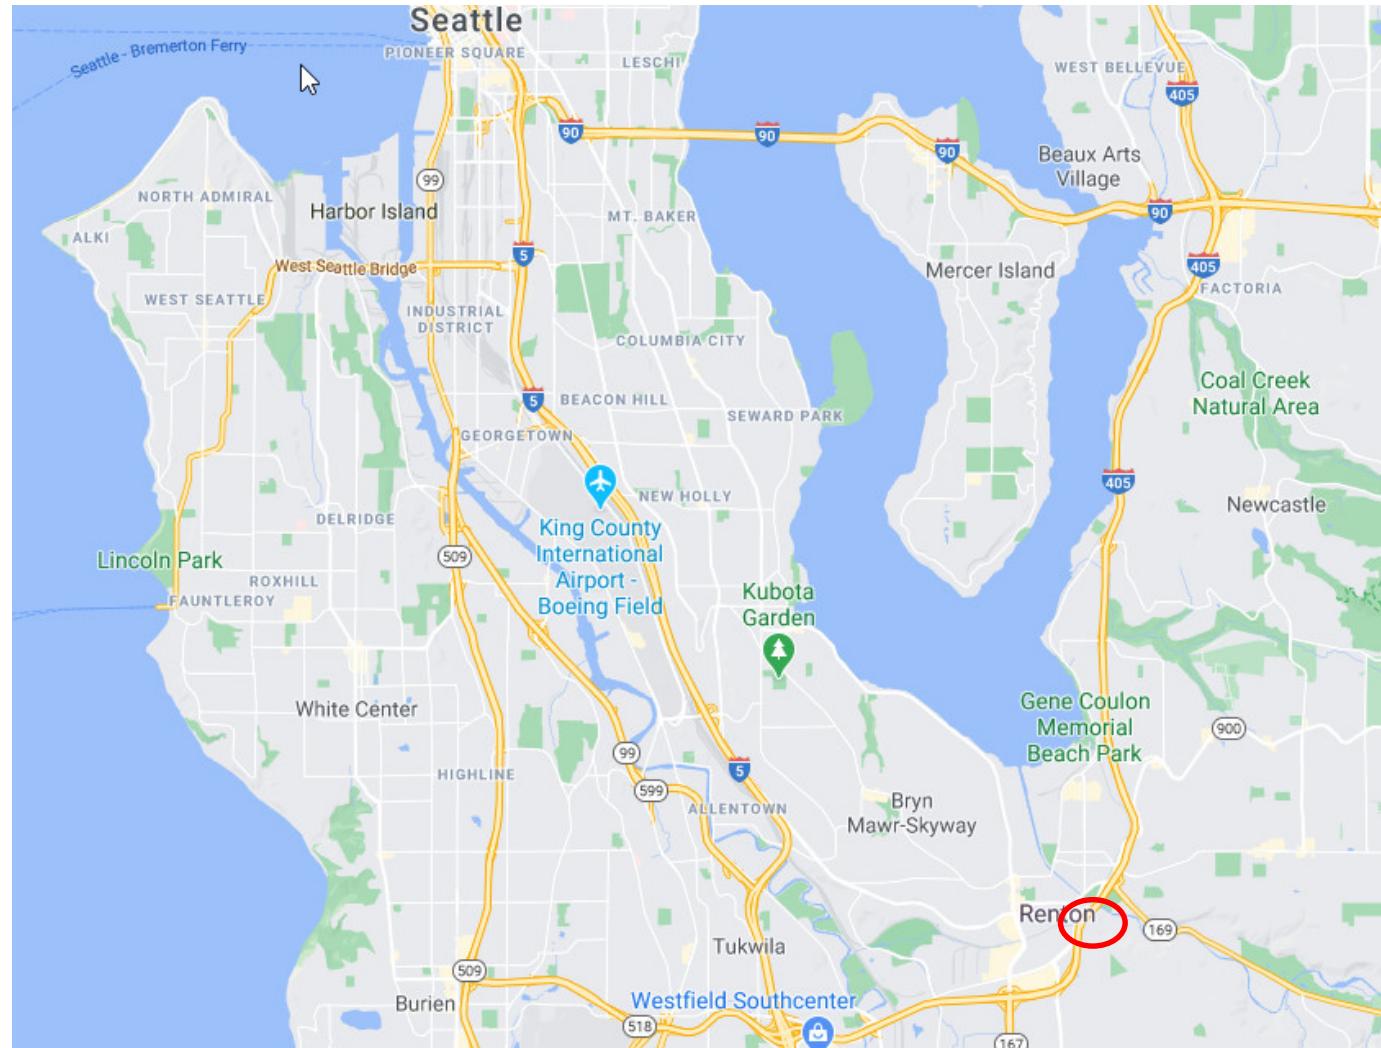 Seattle
Seattle - Bremerton Ferry
PIONEER SQUARE
LESCHI
WEST BELLEVUE
405
90
90
90
Beaux Arts
Village
99
NORTH ADMIRAL
Harbor Island
MT. BAKER
90
ALKI
5
West Seattle Bridge
405
Mercer Island
FACTORIA
WEST SEATTLE
INDUSTRIAL
DISTRICT
COLUMBIA CITY
Coal Creek
Natural Area
5
BEACON HILL
SEWARD PARK
GEORGETOWN
405
NEW HOLLY
Newcastle
DELRIDGE
King County
International
Airport -
Boeing Field
509
Lincoln Park
ROXHILL
FAUNTLEROY
Kubota
Garden
White Center
Gene Coulon
Memorial
Beach Park
900
99
5
HIGHLINE
599
ALLENTOWN
Bryn
Mawr-Skyway
Renton
169
Tukwila
509
Burien
Westfield Southcenter
518
167